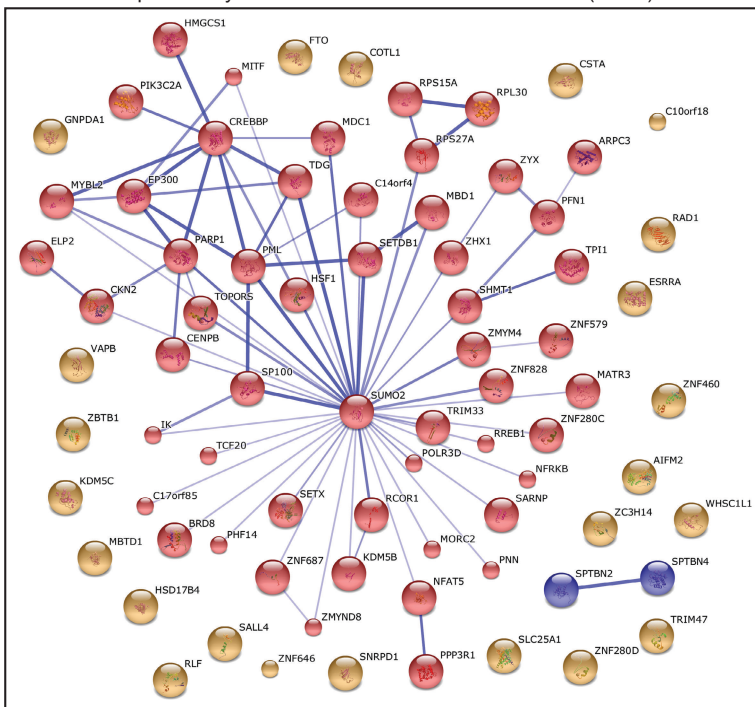 HMGCS1
FTO
COTL1
MITF
CSTA
PIK3C2A
RPS15A
RPL30
C10orf18
GNPDA1
CREBBP
MDC1
RPS27A
ARPC3
ZYX
TDG
EP300
MYBL2
C14orf4
MBD1
PFN1
RAD1
ELP2
PARP1
PML
SETDB1
ZHX1
TPI1
ESRRA
CKN2
TOPORS
HSF1
SHMT1
VAPB
CENPB
ZMYM4
ZNF579
SP100
SUMO2
ZNF828
MATR3
ZNF460
ZBTB1
IK
TRIM33
ZNF280C
RREB1
TCF20
POLR3D
NFRKB
AIFM2
KDM5C
C17orf85
SETX
RCOR1
SARNP
ZC3H14
WHSC1L1
BRD8
PHF14
MORC2
MBTD1
ZNF687
KDM5B
PNN
SPTBN2
SPTBN4
HSD17B4
NFAT5
ZMYND8
TRIM47
SALL4
RLF
ZNF646
SNRPD1
PPP3R1
SLC25A1
ZNF280D